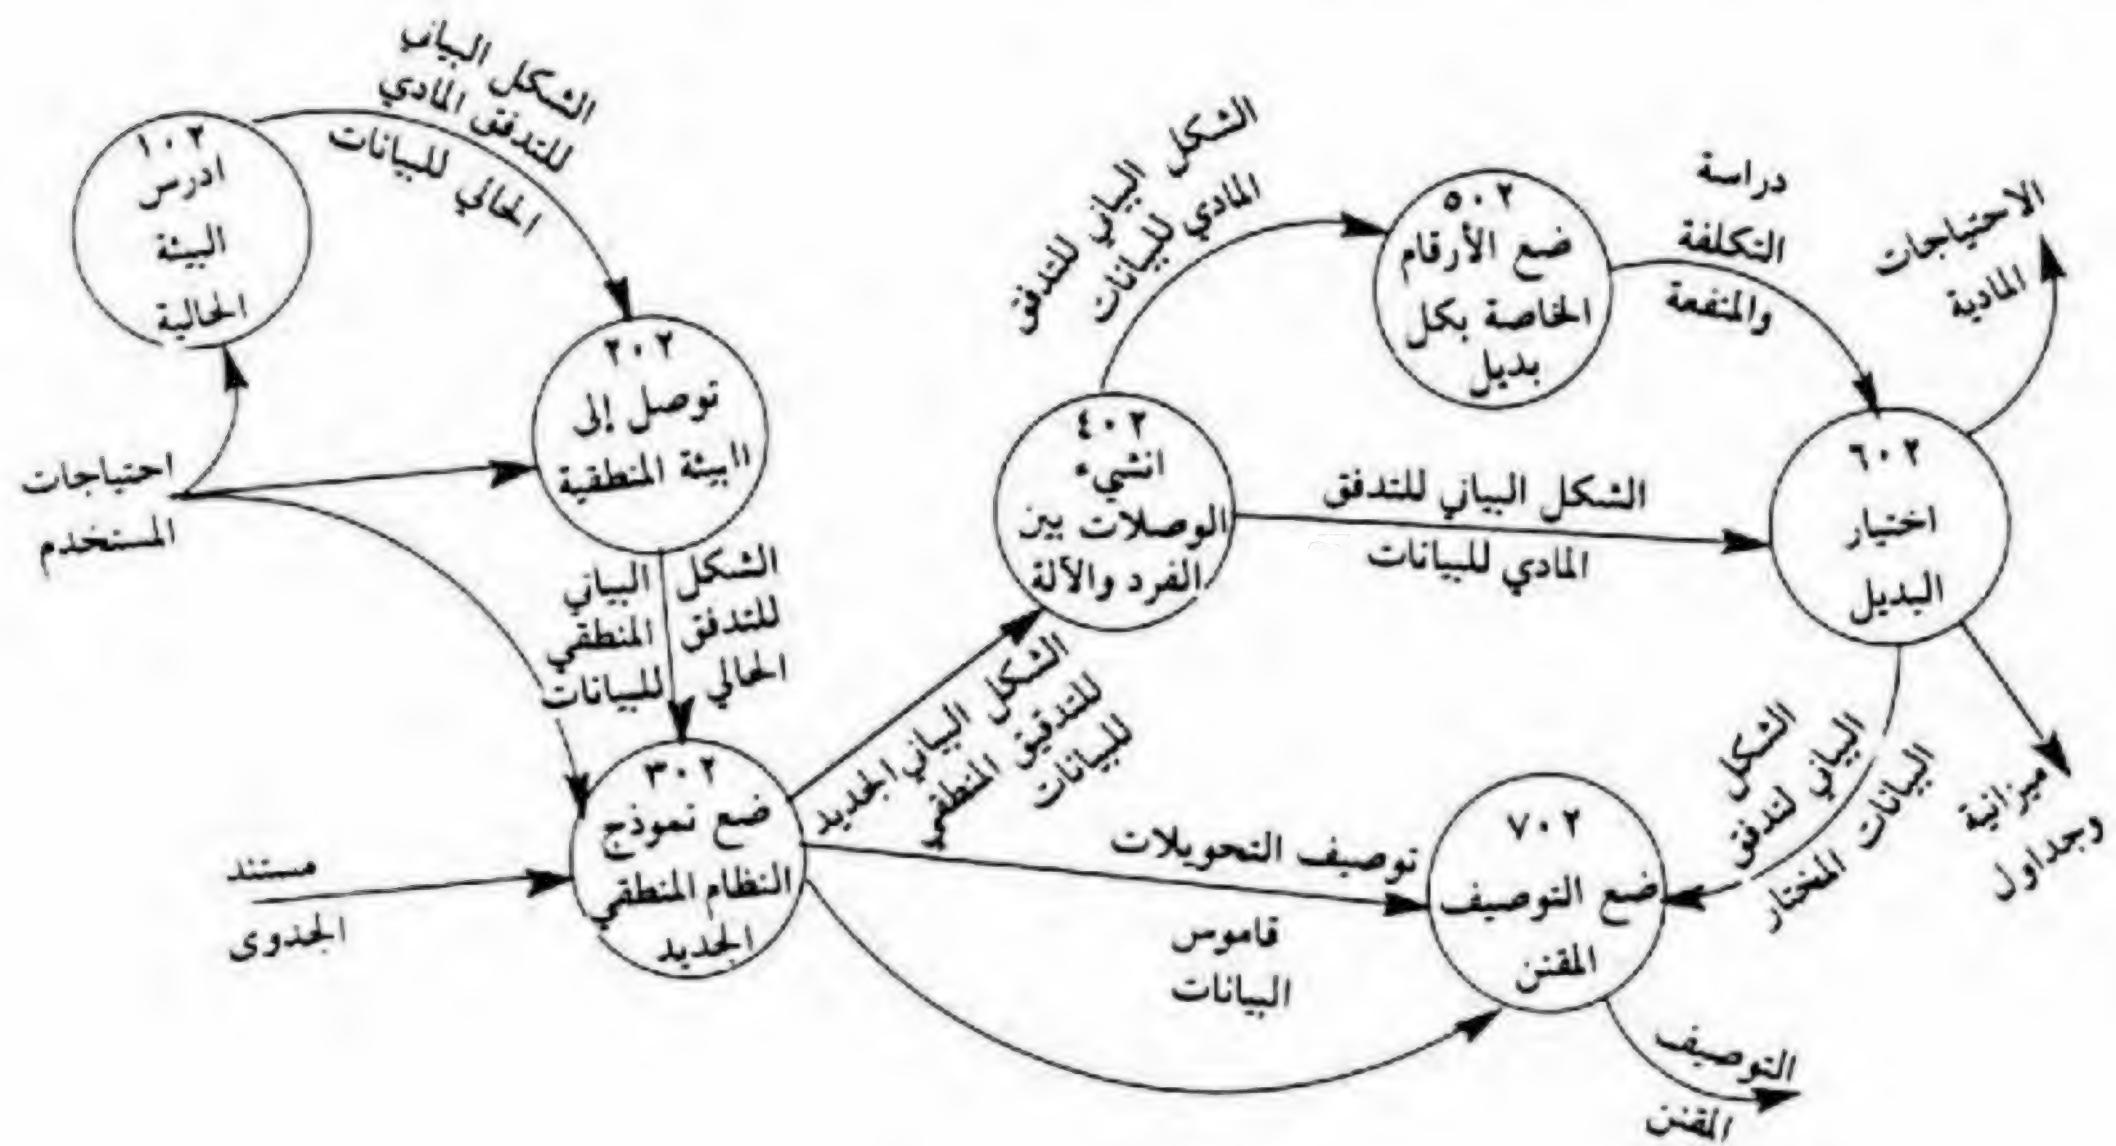 ١٠٢
ادرس
البيئة
الحالية
الشكل البياني
للتدفق المادي
الحالي للبيانات
٢٠٢
توصل إلى
البيئة المنطقية
احتياجات
المستخدم
الشكل البياني
للتدفق المنطقي
الحالي للبيانات
٣٠٢
ضع نموذج
النظام المنطقي
الجديد
مستند
الجدوى
الشكل البياني الجديد
للتدقيق المنطقي
للبيانات
٤٠٢
انشيء
الوصلات بين
الفرد والآلة
الشكل البياني للتدفق
المادي للبيانات
٥٠٢
ضع الأرقام
الخاصة بكل
بديل
دراسة
التكلفة
والمنفعة
الشكل البياني للتدفق
المادي للبيانات
٦٠٢
اختيار
البديل
الاحتياجات
المادية
ميزانية
وجداول
الشكل
البياني لتدفق
البيانات المختار
توصيف التحويلات
قاموس
البيانات
٧٠٢
ضع التوصيف
المقنن
التوصيف
المقنن